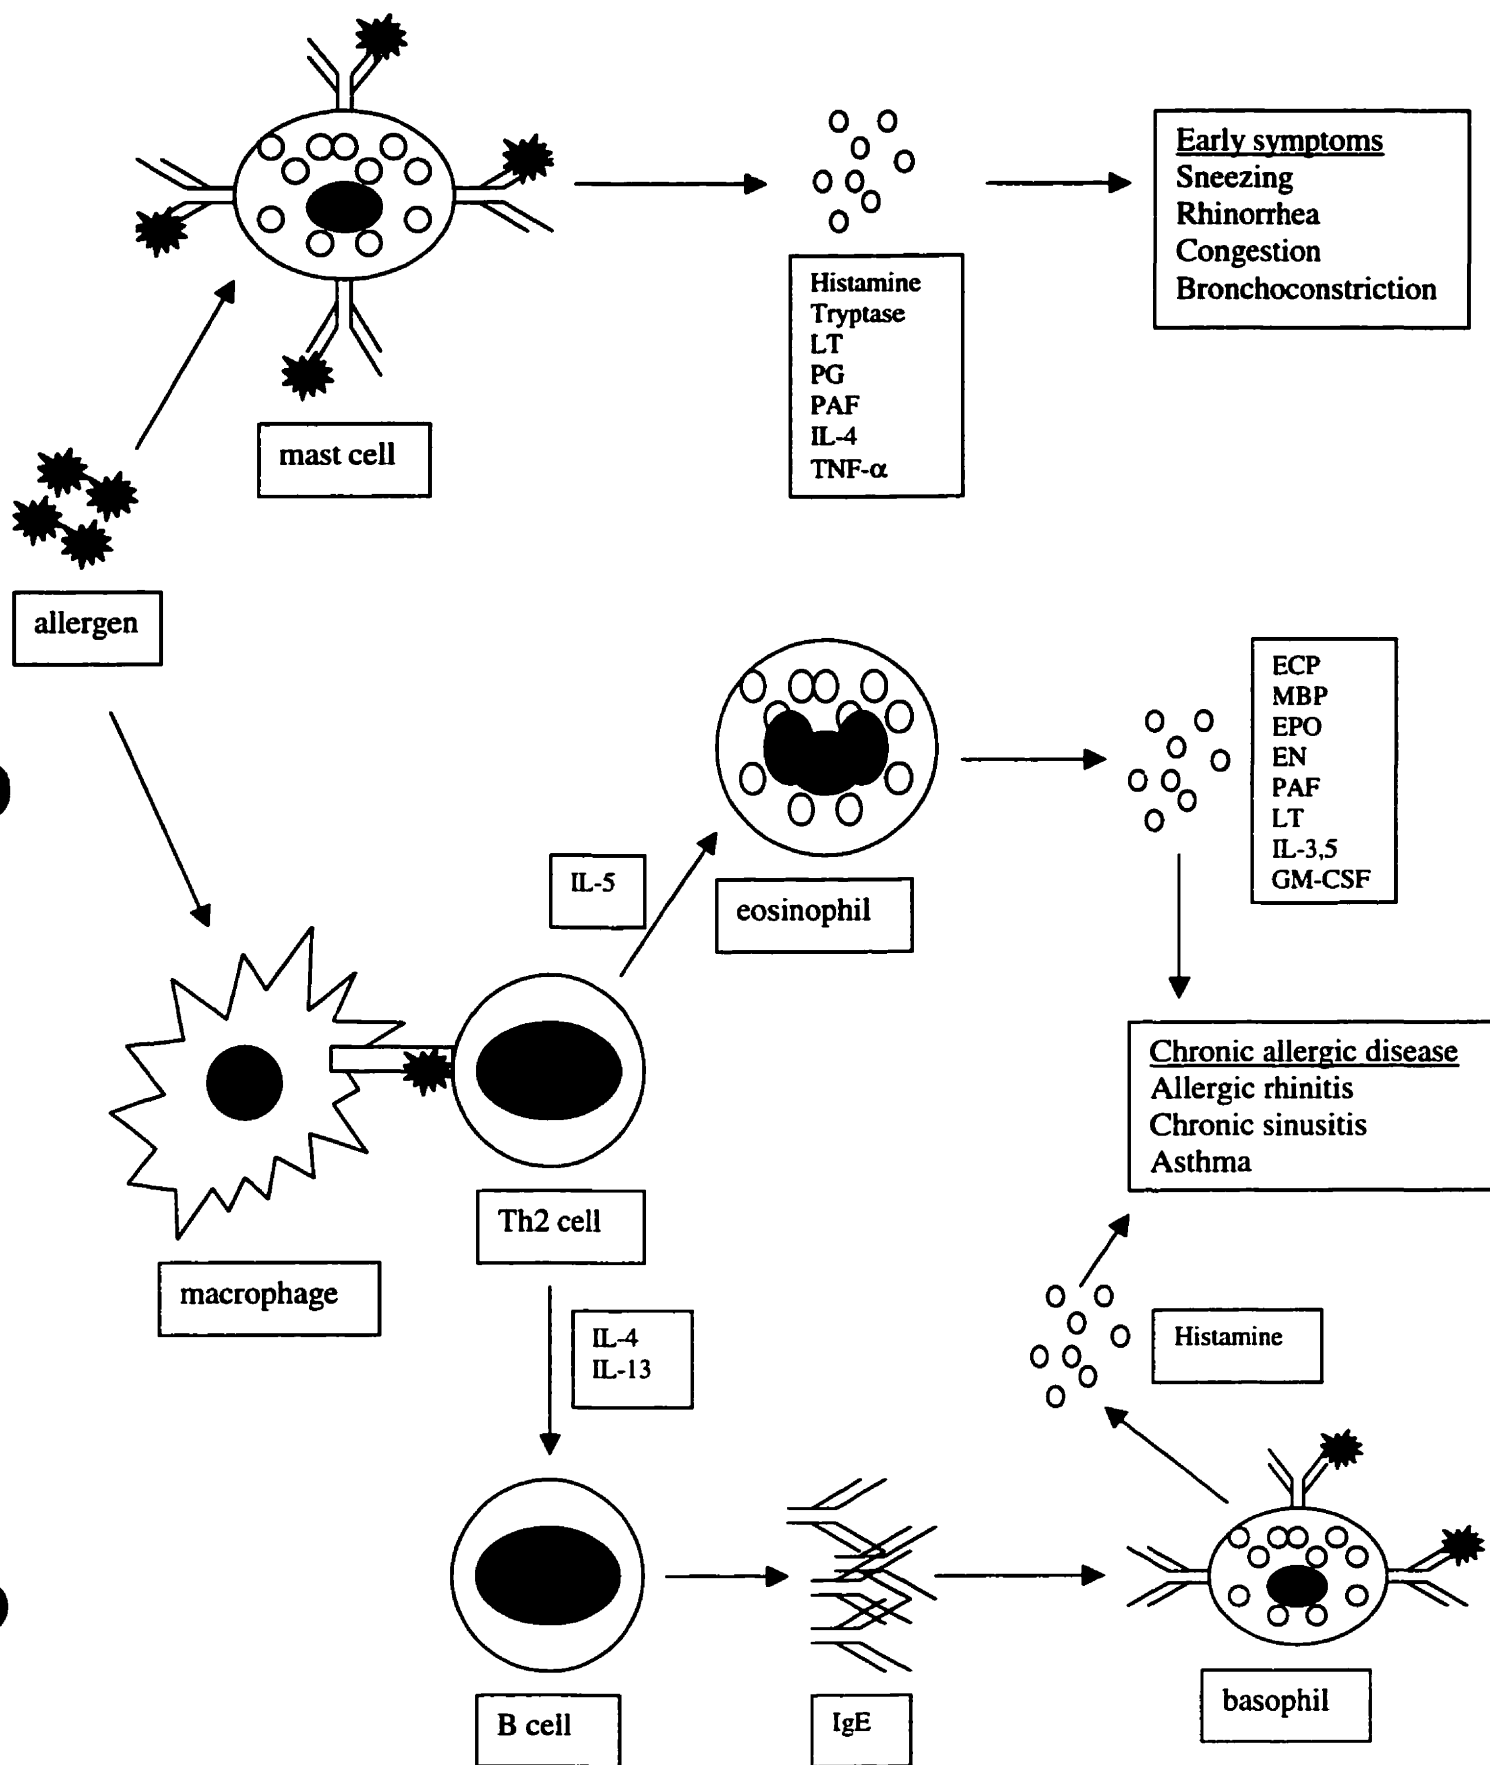 Early symptoms
Sneezing
Rhinorrhea
Congestion
Bronchoconstriction
Histamine
Tryptase
LT
PG
PAF
IL-4
TNF-α
mast cell
allergen
ECP
MBP
EPO
EN
PAF
LT
IL-3,5
GM-CSF
IL-5
eosinophil
Chronic allergic disease
Allergic rhinitis
Chronic sinusitis
Asthma
Th2 cell
macrophage
IL-4
IL-13
Histamine
B cell
IgE
basophil